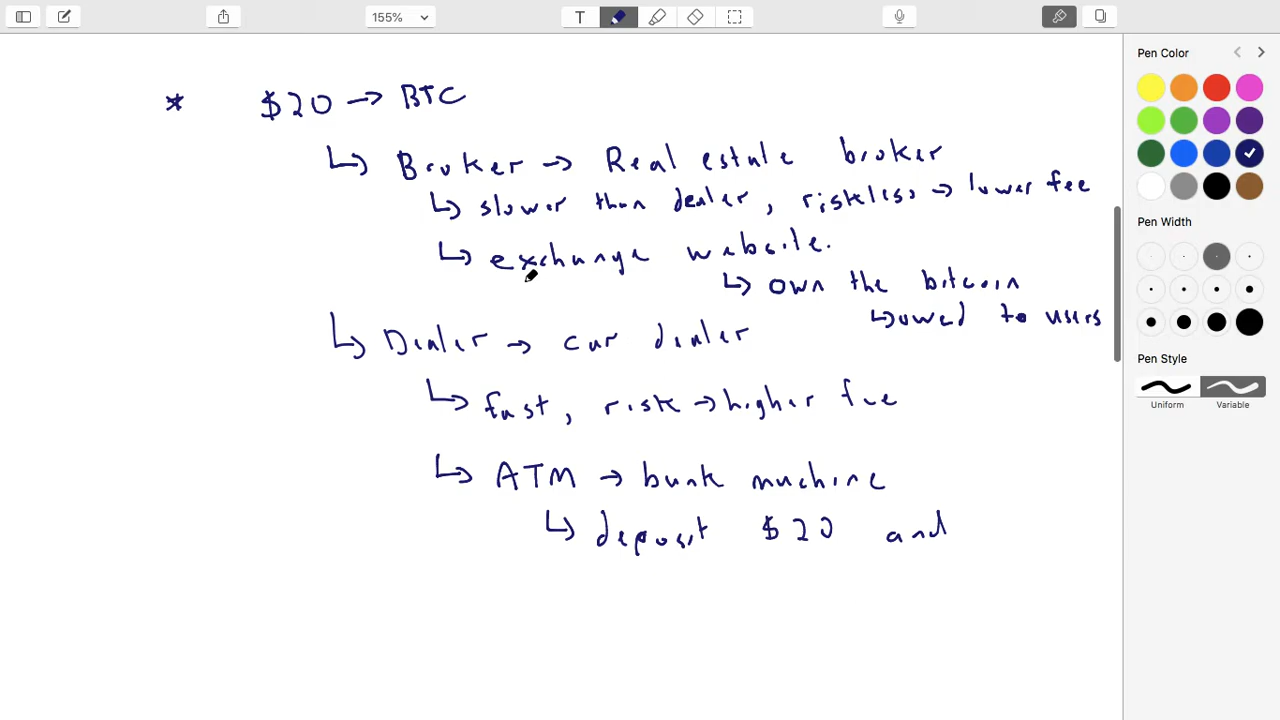 155%
T
* $20 → BTC
↳ Broker → Real estate broker
↳ slower than dealer, riskless → lower fee
↳ exchange website.
↳ own the bitcoin
↳ owed to users
↳ Dealer → car dealer
↳ fast, risk → higher fee
↳ ATM → bank machine
↳ deposit $20 and
Pen Color
Pen Width
Pen Style
Uniform Variable